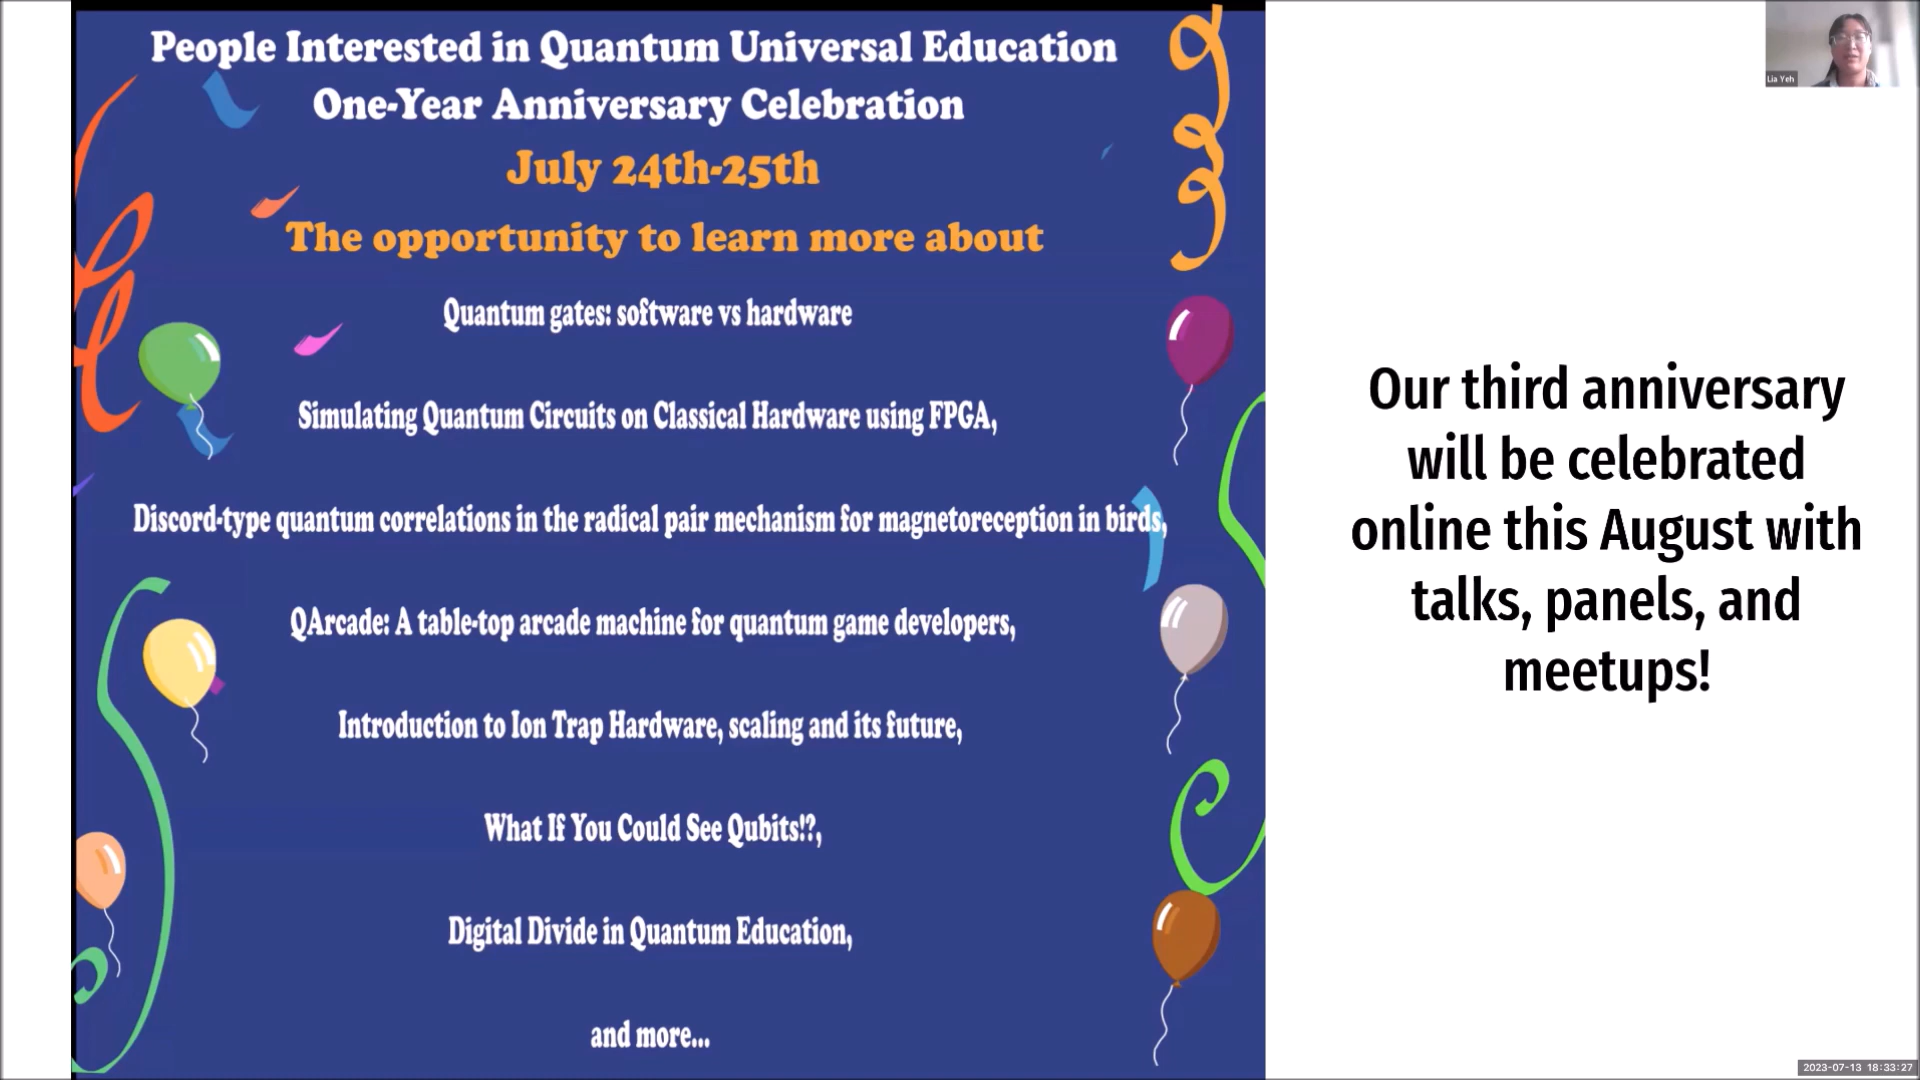 People Interested in Quantum Universal Education
One-Year Anniversary Celebration
July 24th-25th
The opportunity to learn more about
Quantum gates: software vs hardware
Simulating Quantum Circuits on Classical Hardware using FPGA,
Discord-type quantum correlations in the radical pair mechanism for magnetoreception in birds,
QArcade: A table-top arcade machine for quantum game developers,
Introduction to Ion Trap Hardware, scaling and its future,
What If You Could See Qubits!?,
Digital Divide in Quantum Education,
and more...
Our third anniversary
will be celebrated
online this August with
talks, panels, and
meetups!
Lia Yeh
2023-07-13 18:33:27